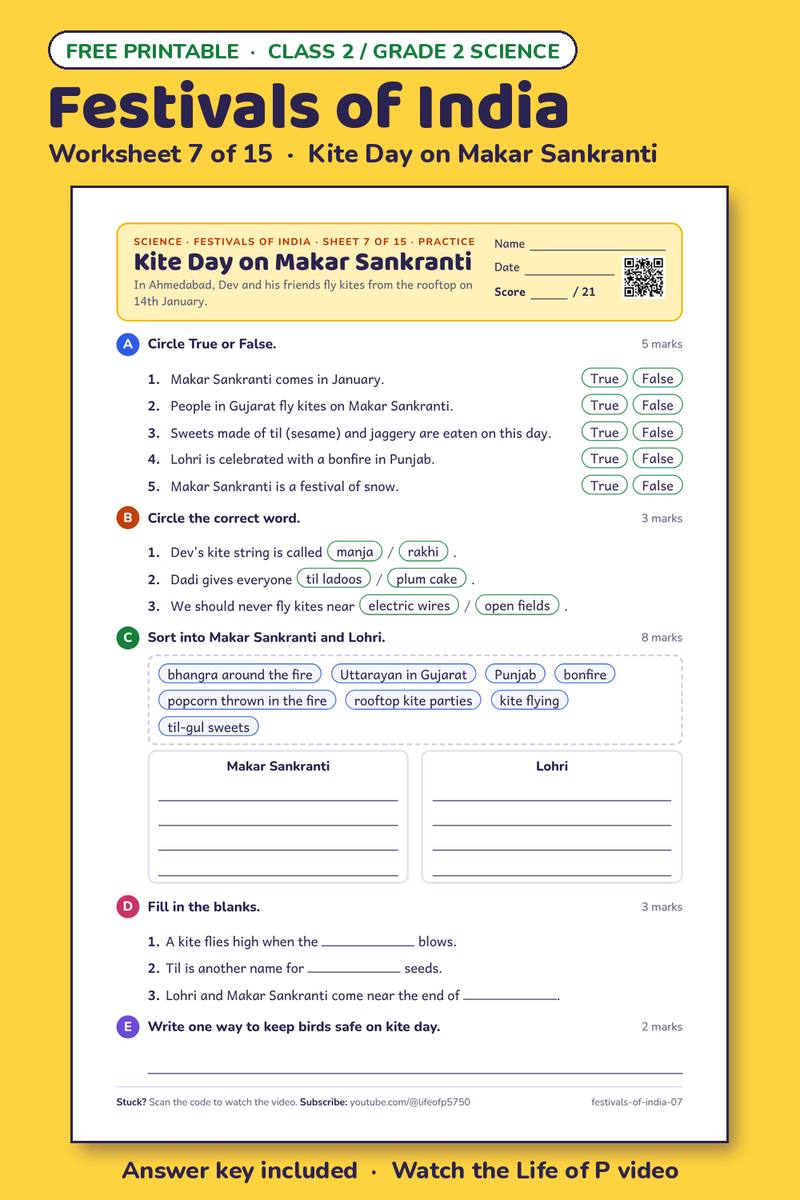 FREE PRINTABLE · CLASS 2 / GRADE 2 SCIENCE
Festivals of India
Worksheet 7 of 15 · Kite Day on Makar Sankranti
SCIENCE · FESTIVALS OF INDIA · SHEET 7 OF 15 · PRACTICE
Kite Day on Makar Sankranti
In Ahmedabad, Dev and his friends fly kites from the rooftop on
14th January.
Name
Date
Score / 21
A Circle True or False. 5 marks
1. Makar Sankranti comes in January. True False
2. People in Gujarat fly kites on Makar Sankranti. True False
3. Sweets made of til (sesame) and jaggery are eaten on this day. True False
4. Lohri is celebrated with a bonfire in Punjab. True False
5. Makar Sankranti is a festival of snow. True False
B Circle the correct word. 3 marks
1. Dev's kite string is called manja / rakhi .
2. Dadi gives everyone til ladoos / plum cake .
3. We should never fly kites near electric wires / open fields .
C Sort into Makar Sankranti and Lohri. 8 marks
bhangra around the fire Uttarayan in Gujarat Punjab bonfire
popcorn thrown in the fire rooftop kite parties kite flying
til-gul sweets
Makar Sankranti Lohri
D Fill in the blanks. 3 marks
1. A kite flies high when the ____________ blows.
2. Til is another name for ____________ seeds.
3. Lohri and Makar Sankranti come near the end of ____________.
E Write one way to keep birds safe on kite day. 2 marks
Stuck? Scan the code to watch the video. Subscribe: youtube.com/@lifeofp5750 festivals-of-india-07
Answer key included · Watch the Life of P video